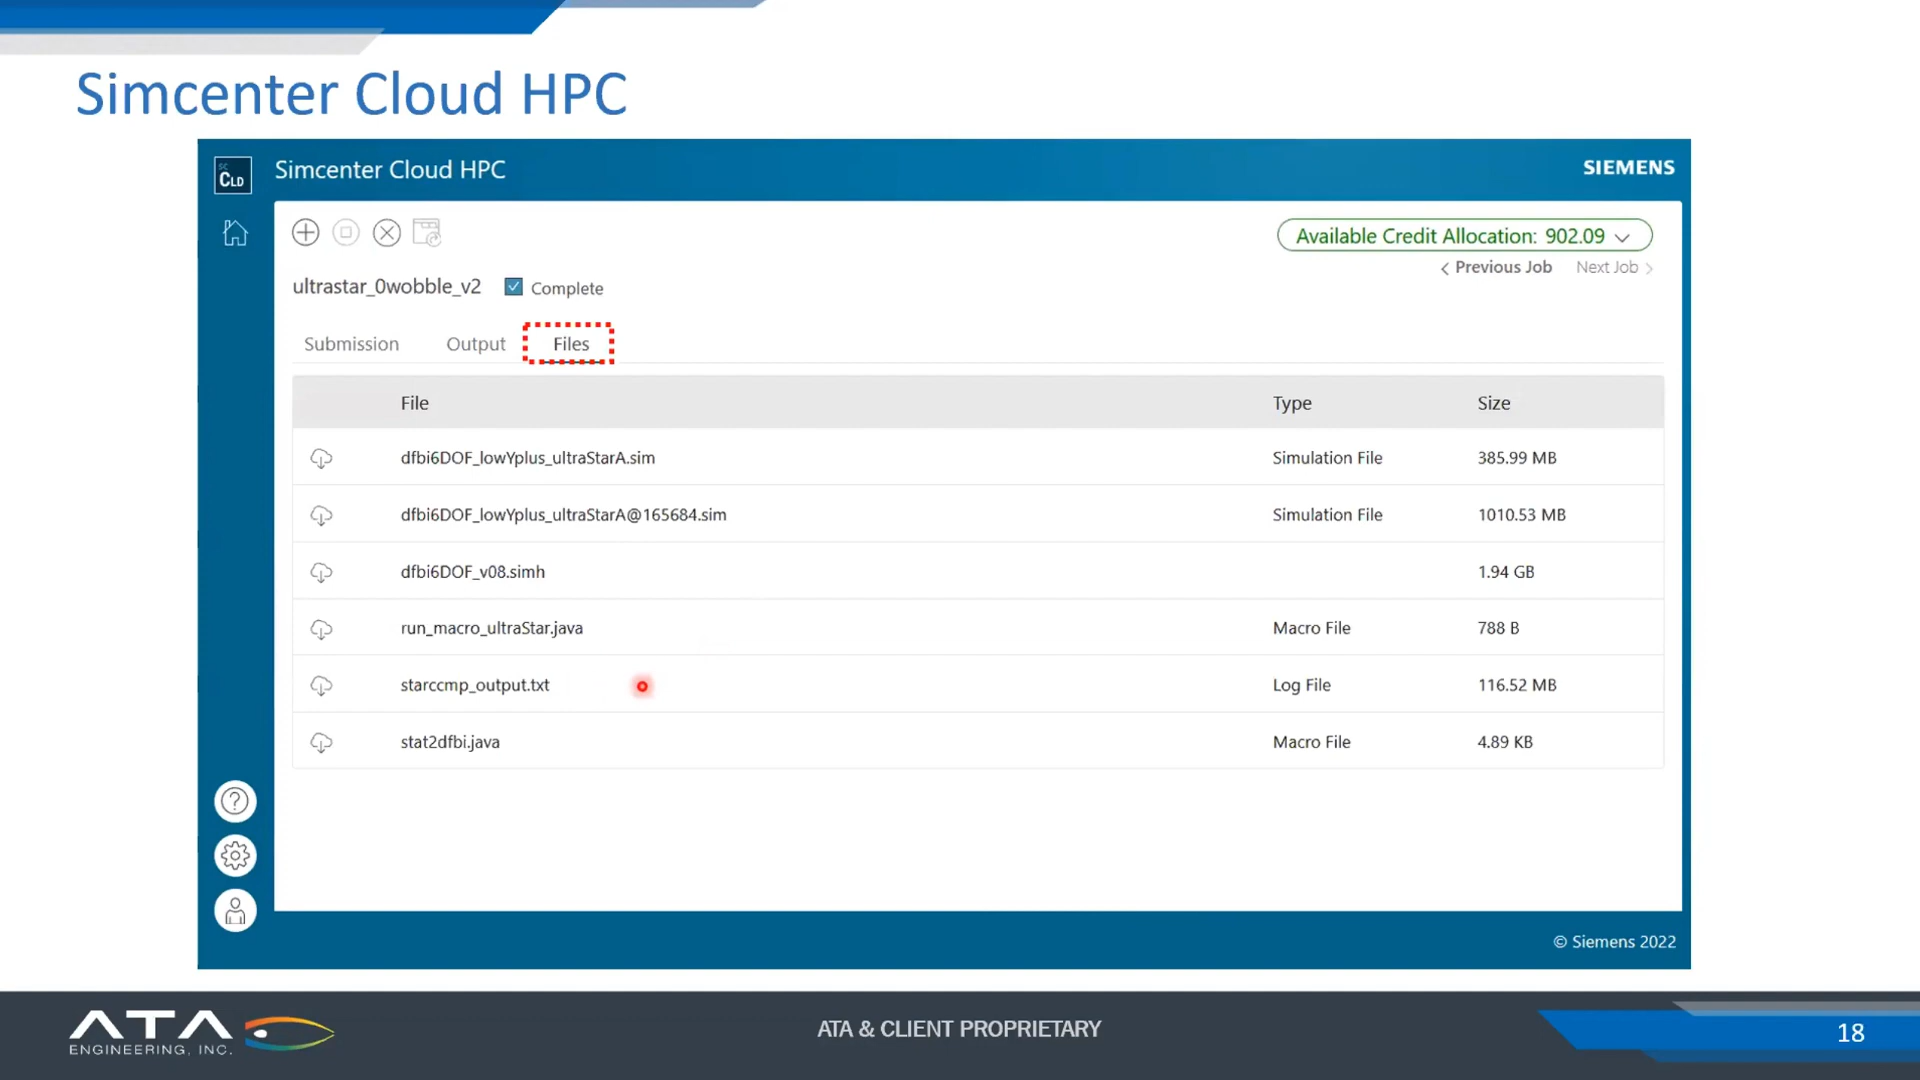 Simcenter Cloud HPC
SC
CLD
Simcenter Cloud HPC
SIEMENS
Available Credit Allocation: 902.09
Previous Job
Next Job
ultrastar_0wobble_v2
Complete
Submission
Output
Files
File
Type
Size
dfbi6DOF_lowYplus_ultraStarA.sim
Simulation File
385.99 MB
dfbi6DOF_lowYplus_ultraStarA@165684.sim
Simulation File
1010.53 MB
dfbi6DOF_v08.simh
1.94 GB
run_macro_ultraStar.java
Macro File
788 B
starccmp_output.txt
Log File
116.52 MB
stat2dfbi.java
Macro File
4.89 KB
© Siemens 2022
ATA
ENGINEERING, INC.
ATA & CLIENT PROPRIETARY
18